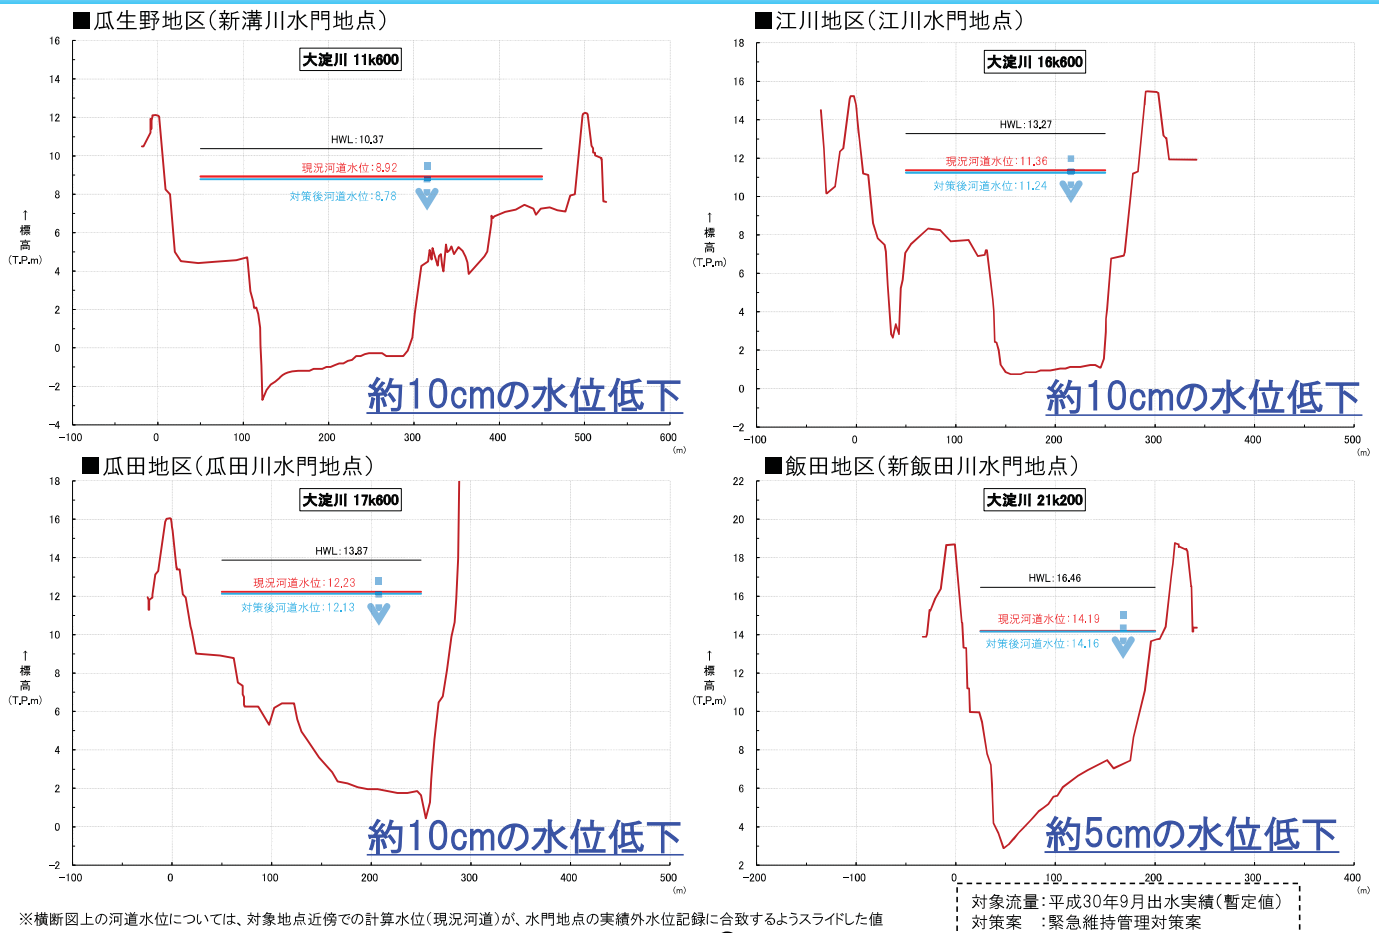 ■瓜生野地区(新溝川水門地点)
大淀川 11k600
16
14
12
10
8
6
4
2
0
-2
-4
↑
標
高
(T.P.m)
HWL:10.37
現況河道水位:8.92
対策後河道水位:8.78
約10cmの水位低下
-100 0 100 200 300 400 500 600
(m)
■江川地区(江川水門地点)
大淀川 16k600
18
16
14
12
10
8
6
4
2
0
-2
↑
標
高
(T.P.m)
HWL:13.27
現況河道水位:11.36
対策後河道水位:11.24
約10cmの水位低下
-100 0 100 200 300 400 500
(m)
■瓜田地区(瓜田川水門地点)
大淀川 17k600
18
16
14
12
10
8
6
4
2
0
-2
↑
標
高
(T.P.m)
HWL:13.87
現況河道水位:12.23
対策後河道水位:12.13
約10cmの水位低下
-100 0 100 200 300 400 500
(m)
■飯田地区(新飯田川水門地点)
大淀川 21k200
22
20
18
16
14
12
10
8
6
4
2
↑
標
高
(T.P.m)
HWL:16.46
現況河道水位:14.19
対策後河道水位:14.16
約5cmの水位低下
-200 -100 0 100 200 300 400
(m)
※横断図上の河道水位については、対象地点近傍での計算水位(現況河道)が、水門地点の実績外水位記録に合致するようスライドした値
対象流量:平成30年9月出水実績(暫定値)
対策案 :緊急維持管理対策案